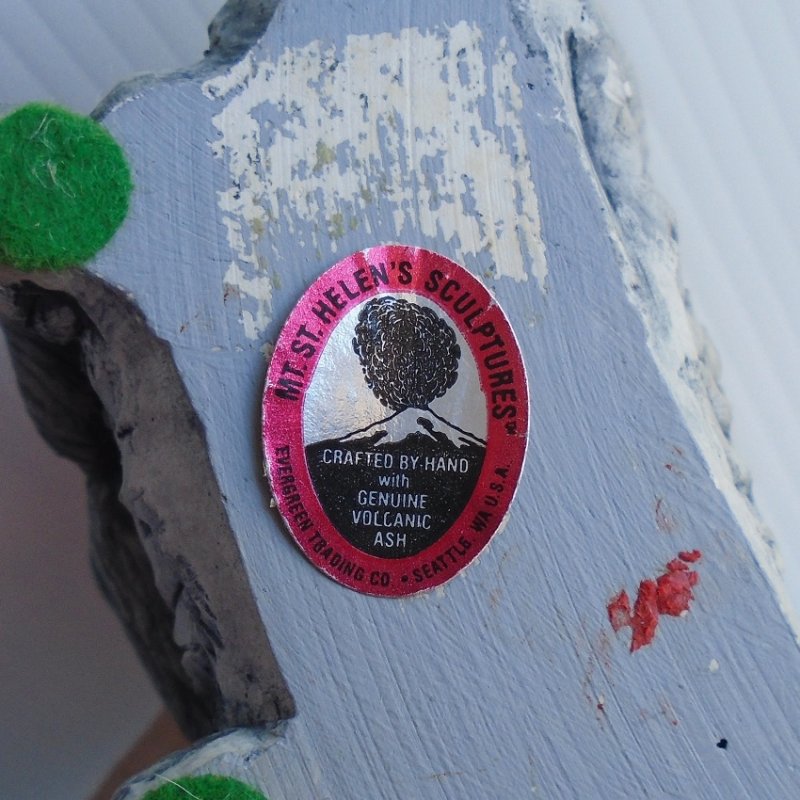 MT. ST. HELEN'S SCULPTURES™
CRAFTED BY HAND
with
GENUINE
VOLCANIC
ASH
EVERGREEN TRADING CO. • SEATTLE, WA U.S.A.